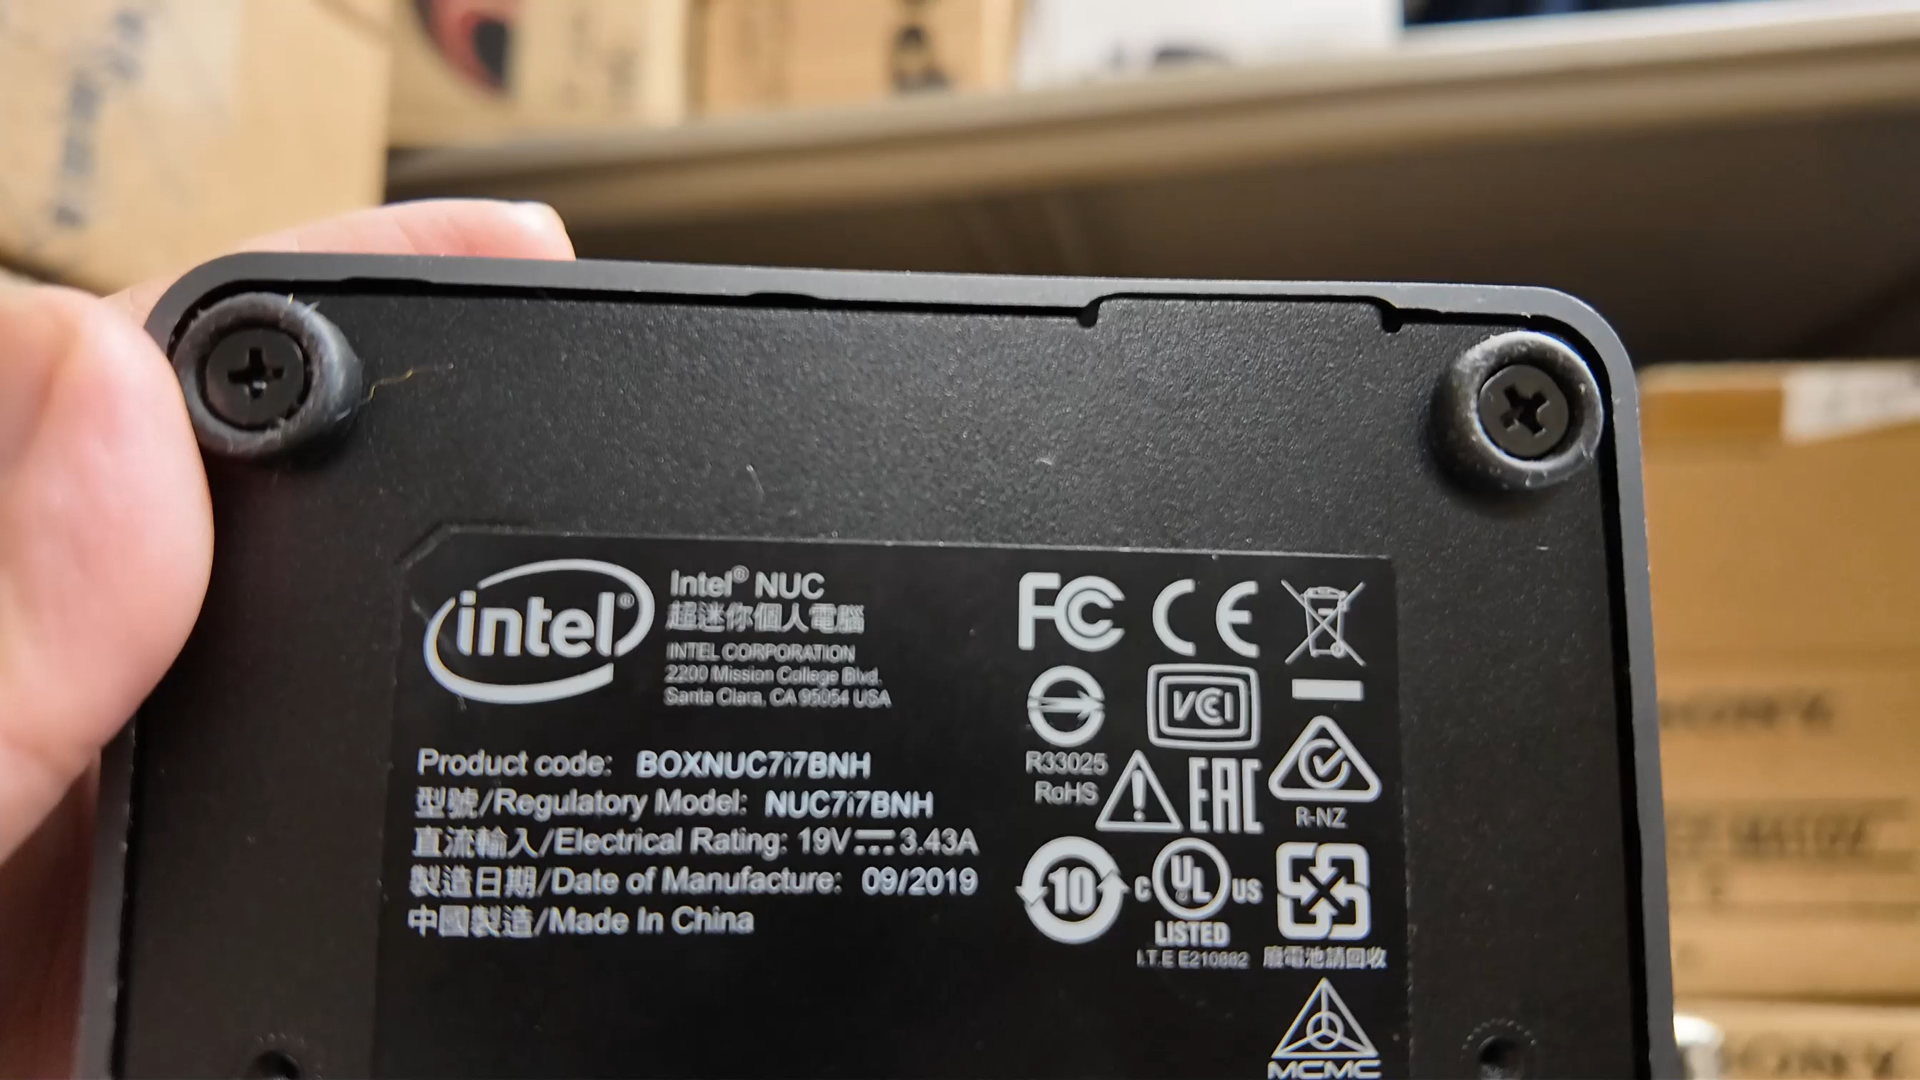 intel®
Intel® NUC
超迷你個人電腦
INTEL CORPORATION
2200 Mission College Blvd.
Santa Clara, CA 95054 USA
Product code: BOXNUC7i7BNH
型號/Regulatory Model: NUC7i7BNH
直流輸入/Electrical Rating: 19V⎓3.43A
製造日期/Date of Manufacture: 09/2019
中國製造/Made In China
FC CE
VCCI
R33025
RoHS
EAC
R-NZ
10
C UL US
LISTED
I.T.E E210882
廢電池請回收
MCMC
SONY